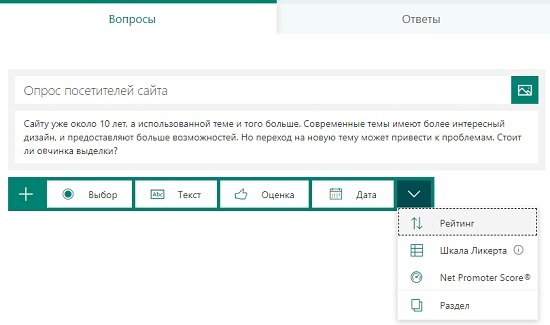 Вопросы
Ответы
Опрос посетителей сайта
Сайту уже около 10 лет, а использованной теме и того больше. Современные темы имеют более интересный
дизайн, и предоставляют больше возможностей. Но переход на новую тему может привести к проблемам. Стоит
ли овчинка выделки?
Выбор
Abc Текст
Оценка
Дата
Рейтинг
Шкала Ликерта
Net Promoter Score®
Раздел